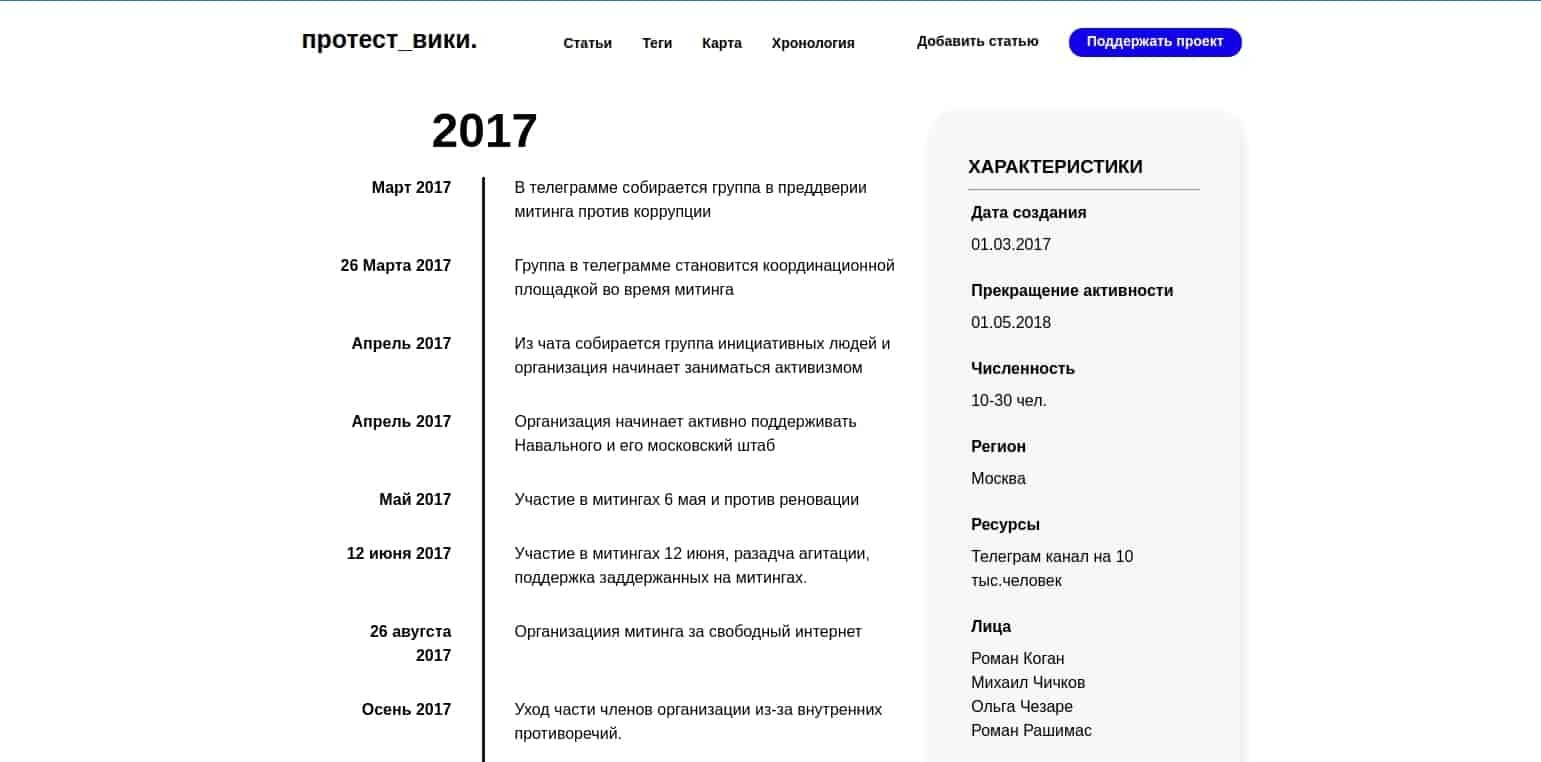 протест_вики.
Статьи Теги Карта Хронология Добавить статью Поддержать проект
2017
Март 2017
В телеграмме собирается группа в преддверии
митинга против коррупции
26 Марта 2017
Группа в телеграмме становится координационной
площадкой во время митинга
Апрель 2017
Из чата собирается группа инициативных людей и
организация начинает заниматься активизмом
Апрель 2017
Организация начинает активно поддерживать
Навального и его московский штаб
Май 2017
Участие в митингах 6 мая и против реновации
12 июня 2017
Участие в митингах 12 июня, разадча агитации,
поддержка заддержанных на митингах.
26 авугста
2017
Организациия митинга за свободный интернет
Осень 2017
Уход части членов организации из-за внутренних
противоречий.
ХАРАКТЕРИСТИКИ
Дата создания
01.03.2017
Прекращение активности
01.05.2018
Численность
10-30 чел.
Регион
Москва
Ресурсы
Телеграм канал на 10
тыс.человек
Лица
Роман Коган
Михаил Чичков
Ольга Чезаре
Роман Рашимас